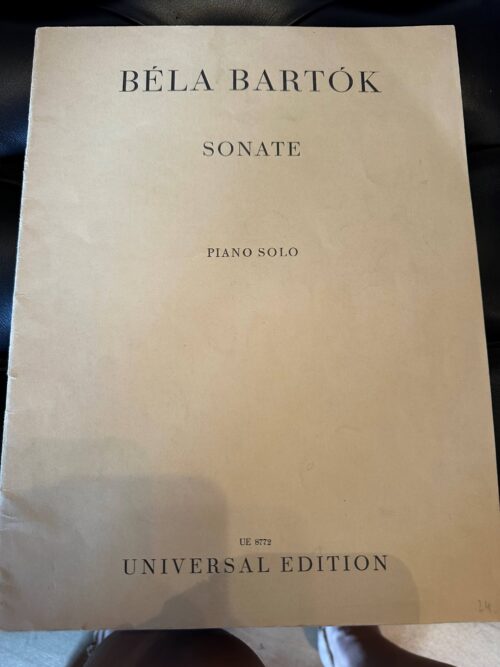 BÉLA BARTÓK
SONATE
PIANO SOLO
UE 8772
UNIVERSAL EDITION